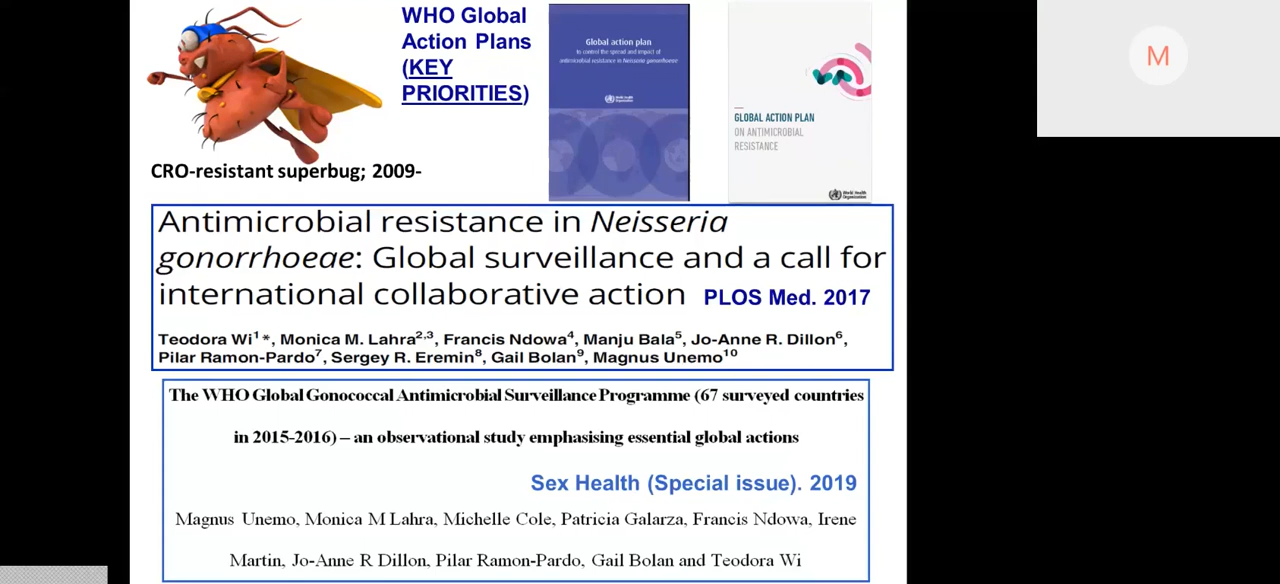 WHO Global
Action Plans
(KEY
PRIORITIES)
Global action plan
to control the spread and impact of
antimicrobial resistance in Neisseria gonorrhoeae
World Health
Organization
GLOBAL ACTION PLAN
ON ANTIMICROBIAL
RESISTANCE
World Health
Organization
M
CRO-resistant superbug; 2009-
Antimicrobial resistance in Neisseria
gonorrhoeae: Global surveillance and a call for
international collaborative action PLOS Med. 2017
Teodora Wi1*, Monica M. Lahra2,3, Francis Ndowa4, Manju Bala5, Jo-Anne R. Dillon6,
Pilar Ramon-Pardo7, Sergey R. Eremin8, Gail Bolan9, Magnus Unemo10
The WHO Global Gonococcal Antimicrobial Surveillance Programme (67 surveyed countries
in 2015-2016) – an observational study emphasising essential global actions
Sex Health (Special issue). 2019
Magnus Unemo, Monica M Lahra, Michelle Cole, Patricia Galarza, Francis Ndowa, Irene
Martin, Jo-Anne R Dillon, Pilar Ramon-Pardo, Gail Bolan and Teodora Wi